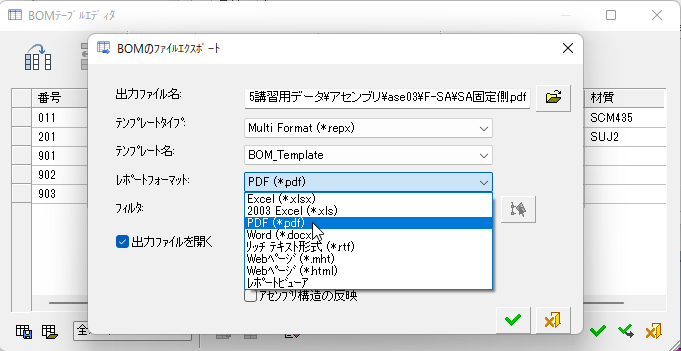 BOMﾃｰﾌﾞﾙｴﾃﾞｨﾀ
BOMのﾌｧｲﾙｴｸｽﾎﾟｰﾄ
出力ファイル名:
5講習用データ¥アセンブリ¥ase03¥F-SA¥SA固定側.pdf
ﾃﾝﾌﾟﾚｰﾄﾀｲﾌﾟ:
Multi Format (*.repx)
ﾃﾝﾌﾟﾚｰﾄ名:
BOM_Template
ﾚﾎﾟｰﾄﾌｫｰﾏｯﾄ:
PDF (*.pdf)
Excel (*.xlsx)
2003 Excel (*.xls)
PDF (*.pdf)
Word (*.docx)
ﾘｯﾁ ﾃｷｽﾄ形式 (*.rtf)
Webﾍﾟｰｼﾞ (*.mht)
Webﾍﾟｰｼﾞ (*.html)
ﾚﾎﾟｰﾄﾋﾞｭｰｱ
ﾌｨﾙﾀ:
出力ファイルを開く
アセンブリ構造の反映
番号
011
201
901
902
903
材質
SCM435
SUJ2